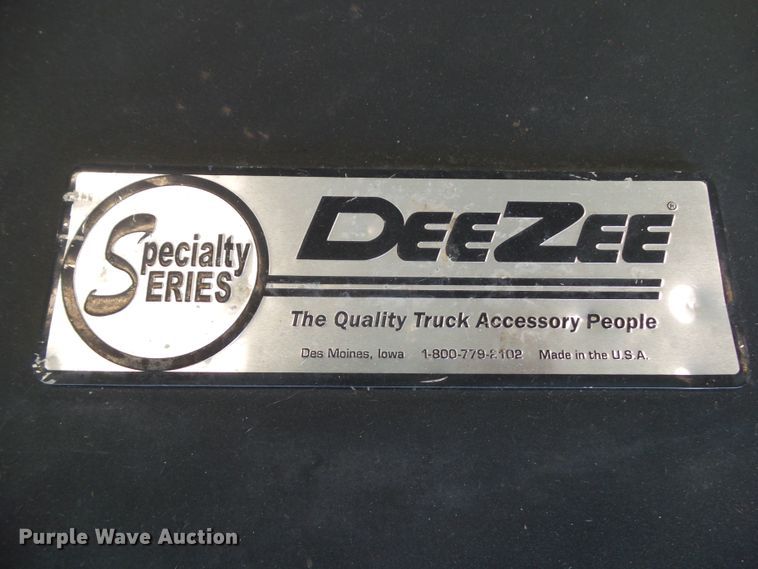 Specialty
SERIES
DEEZEE®
The Quality Truck Accessory People
Des Moines, Iowa 1-800-779-2102 Made in the U.S.A.
Purple Wave Auction